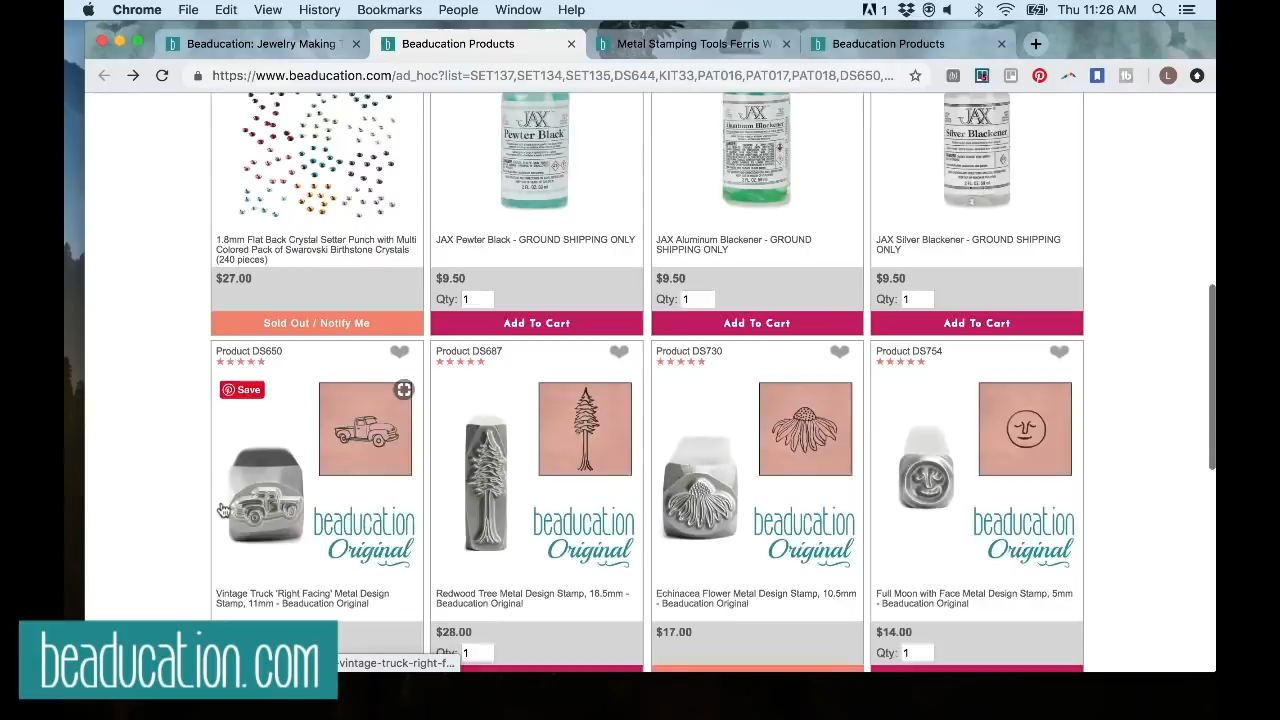 Chrome File Edit View History Bookmarks People Window Help 1 Thu 11:26 AM
Beaducation: Jewelry Making T Beaducation Products Metal Stamping Tools Ferris W Beaducation Products
https://www.beaducation.com/ad_hoc?list=SET137,SET134,SET135,DS644,KIT33,PAT016,PAT017,PAT018,DS650,... L
JAX
Pewter Black
JAX
Aluminum Blackener
JAX
Silver Blackener
1.8mm Flat Back Crystal Setter Punch with Multi
Colored Pack of Swarovski Birthstone Crystals
(240 pieces)
JAX Pewter Black - GROUND SHIPPING ONLY
JAX Aluminum Blackener - GROUND
SHIPPING ONLY
JAX Silver Blackener - GROUND SHIPPING
ONLY
$27.00 $9.50 $9.50 $9.50
Qty: 1 Qty: 1 Qty: 1
Sold Out / Notify Me Add To Cart Add To Cart Add To Cart
Product DS650 Product DS687 Product DS730 Product DS754
Save
beaducation
Original
beaducation
Original
beaducation
Original
beaducation
Original
Vintage Truck 'Right Facing' Metal Design
Stamp, 11mm - Beaducation Original
Redwood Tree Metal Design Stamp, 16.5mm -
Beaducation Original
Echinacea Flower Metal Design Stamp, 10.5mm
- Beaducation Original
Full Moon with Face Metal Design Stamp, 5mm
- Beaducation Original
$28.00 $17.00 $14.00
1 Qty: 1
-vintage-truck-right-f...
beaducation.com